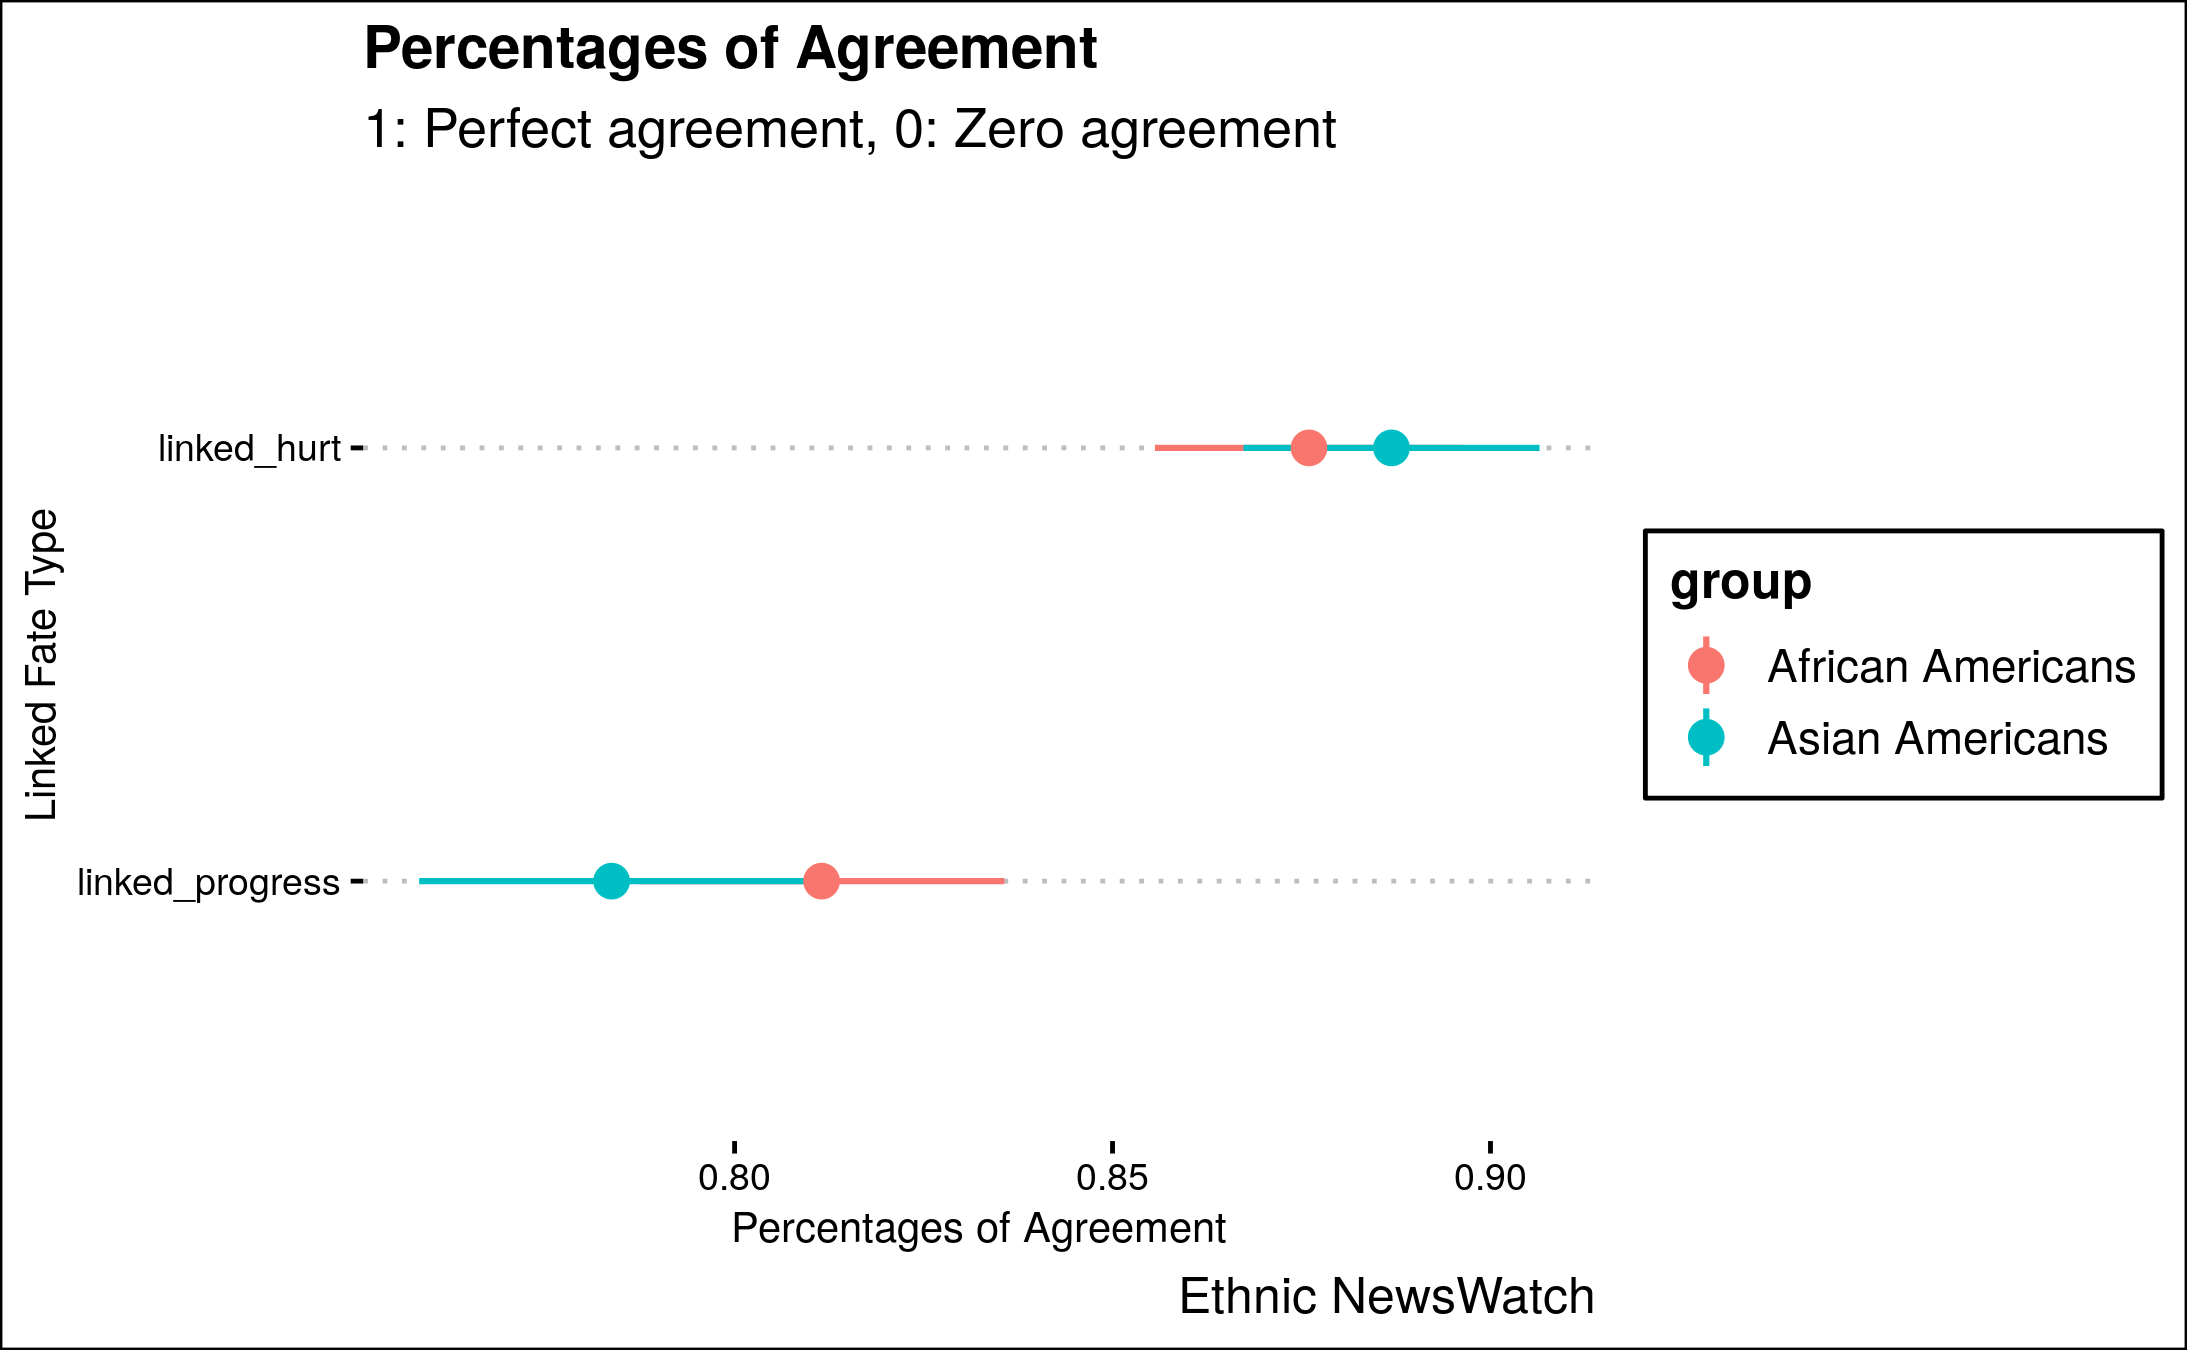 Percentages of Agreement
1: Perfect agreement, 0: Zero agreement
Linked Fate Type
linked_hurt
linked_progress
group
African Americans
Asian Americans
0.80
0.85
0.90
Percentages of Agreement
Ethnic NewsWatch